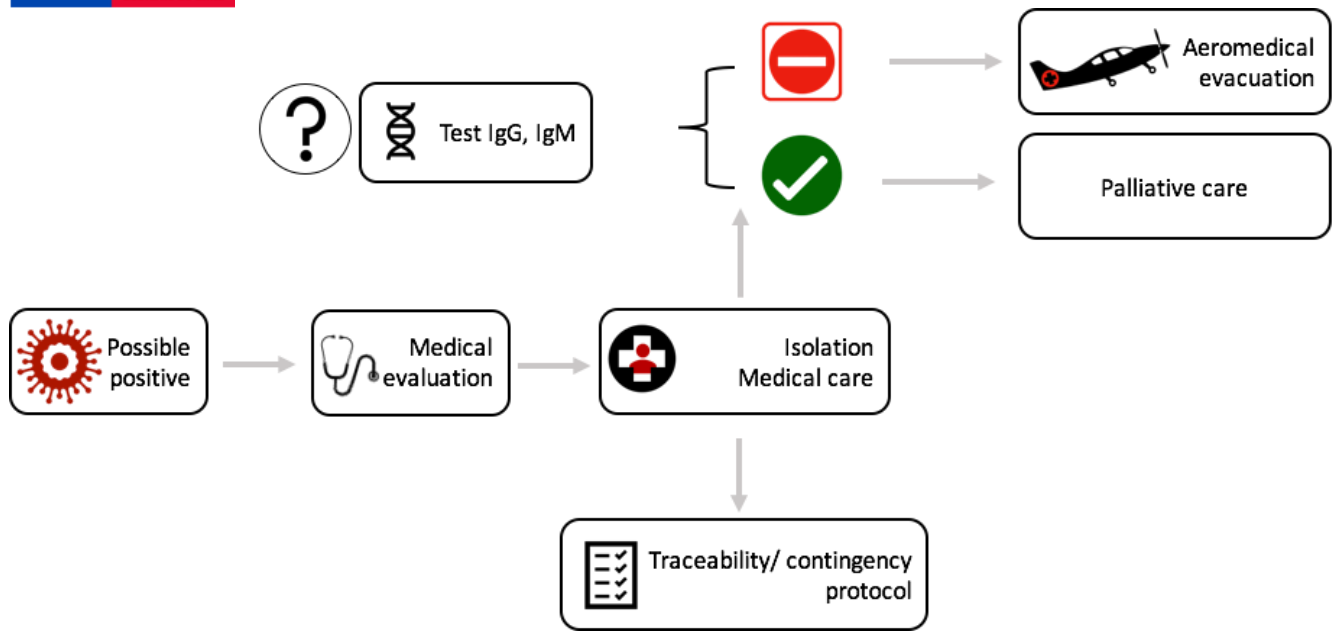 Aeromedical
evacuation
?
Test IgG, IgM
Palliative care
Possible
positive
Medical
evaluation
Isolation
Medical care
Traceability/ contingency
protocol